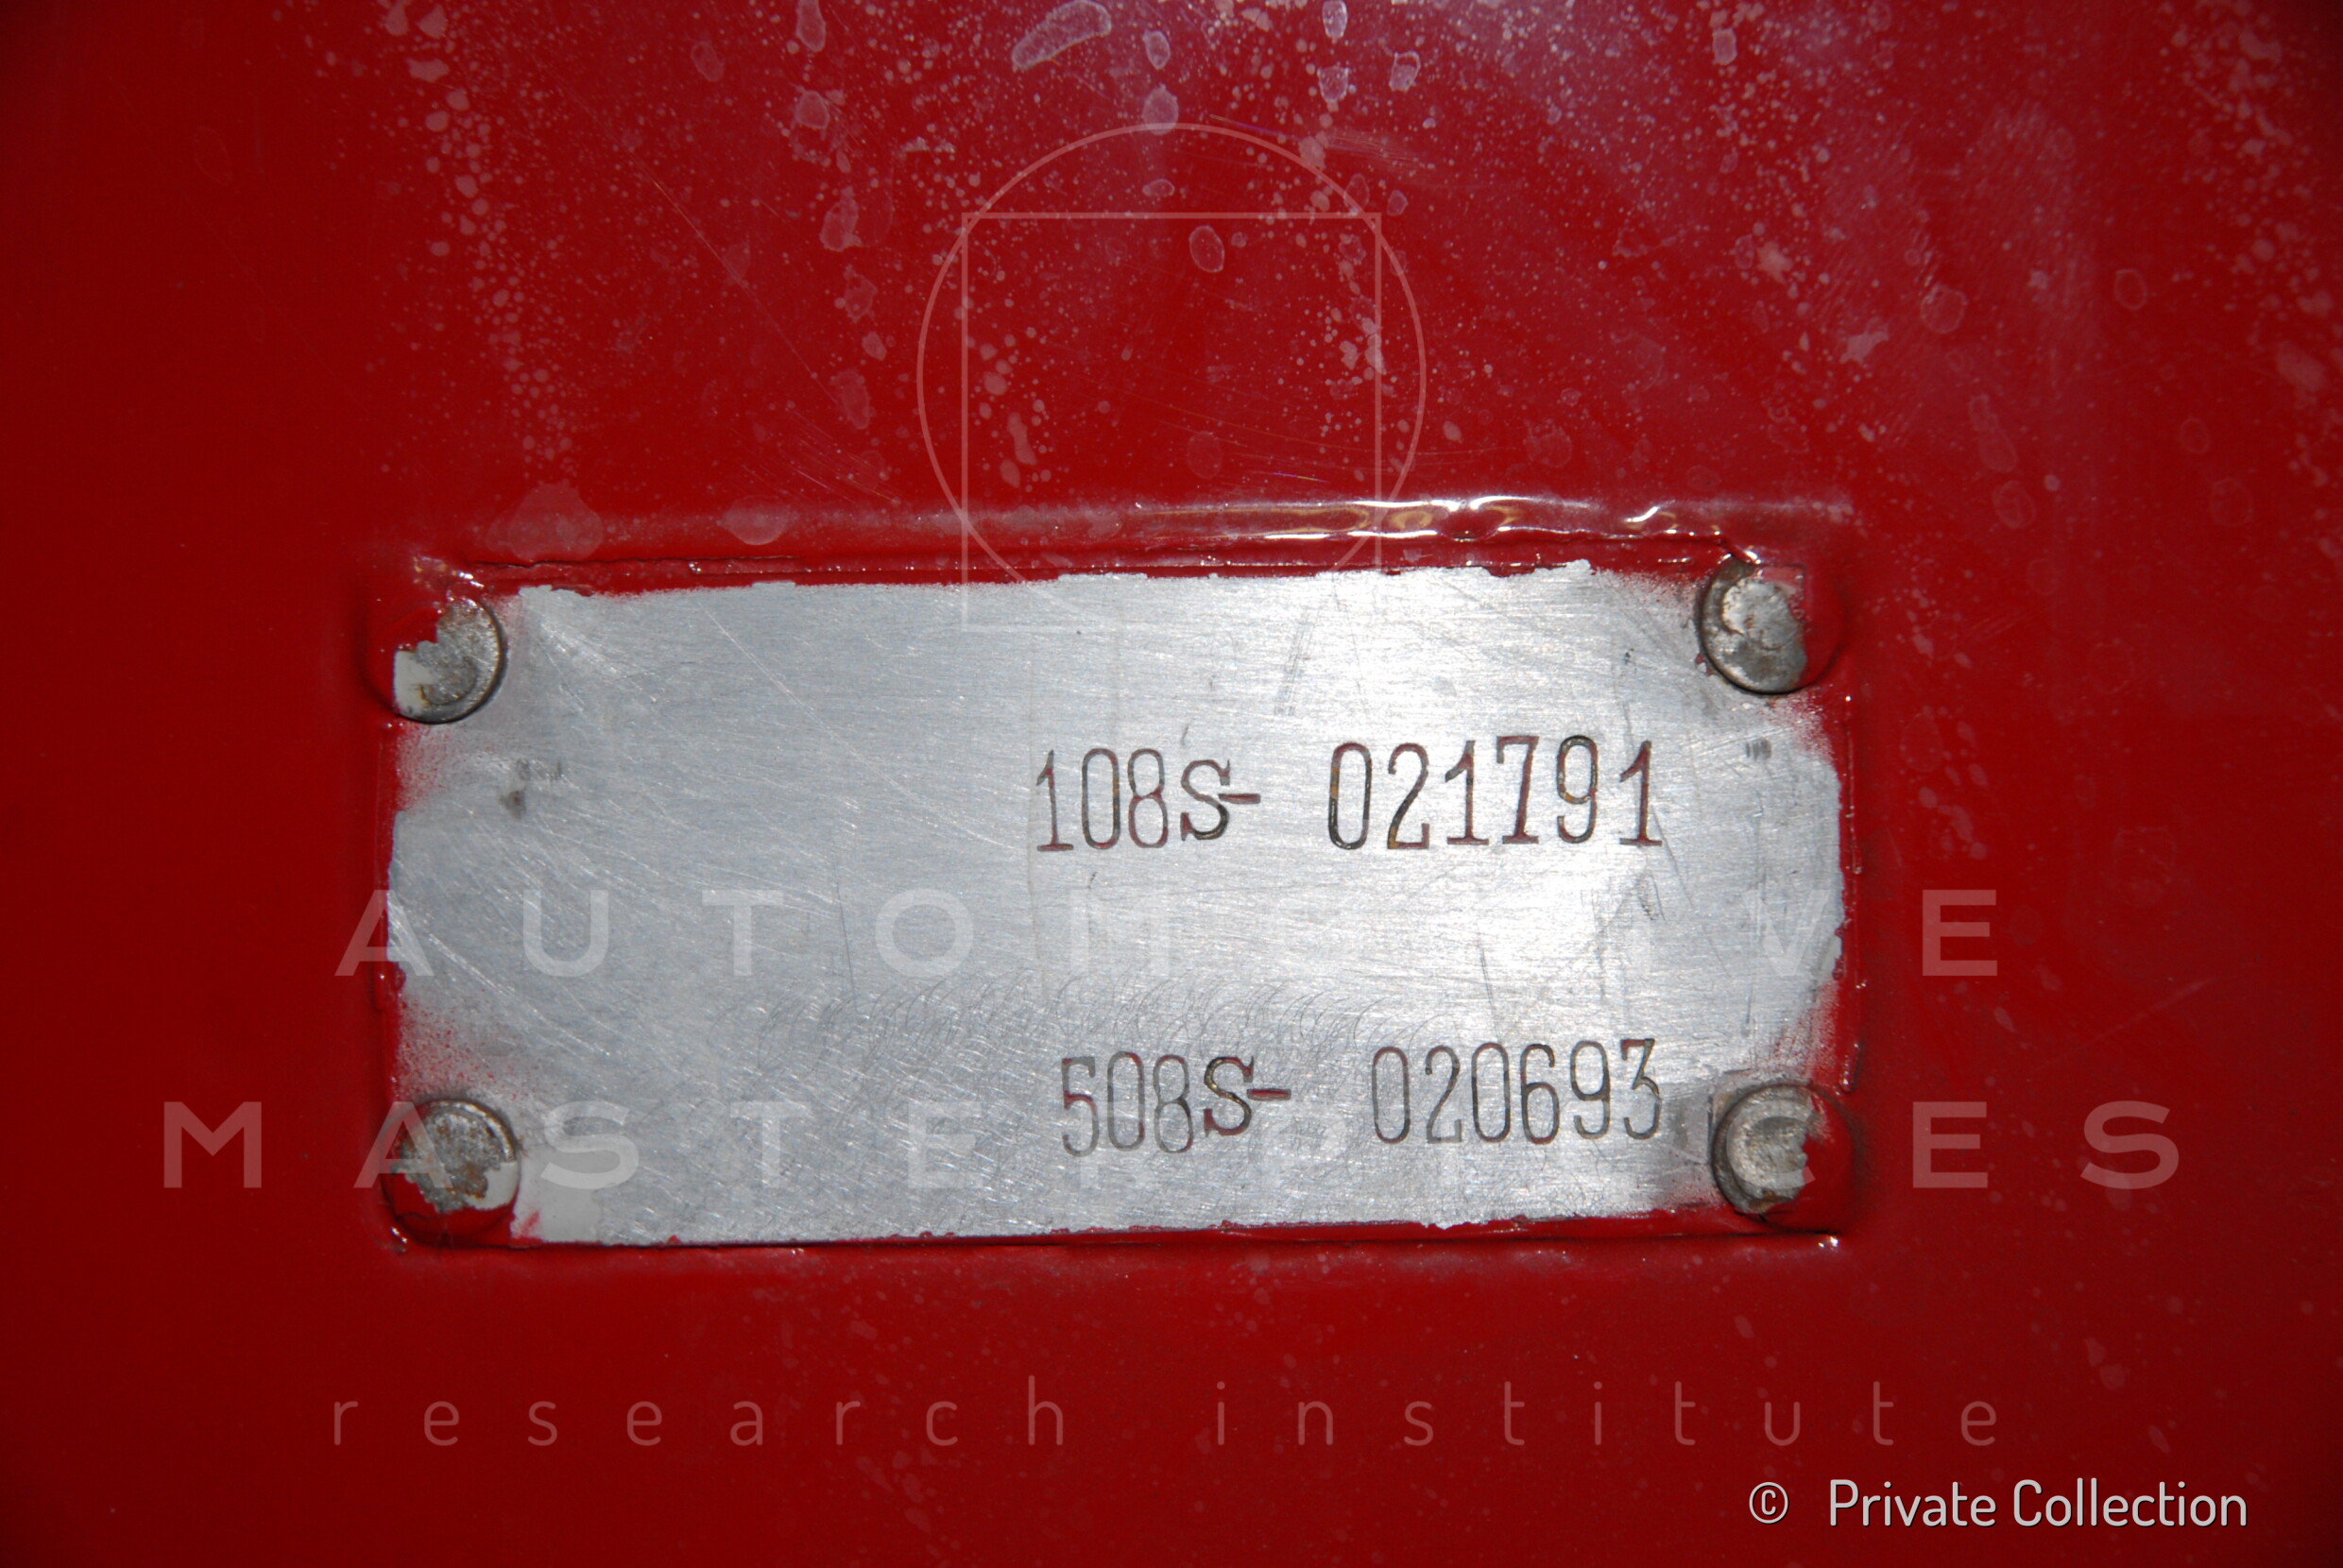 108S- 021791
AUTOMOTIVE
508S- 020693
MASTERPIECES
research institute
© Private Collection